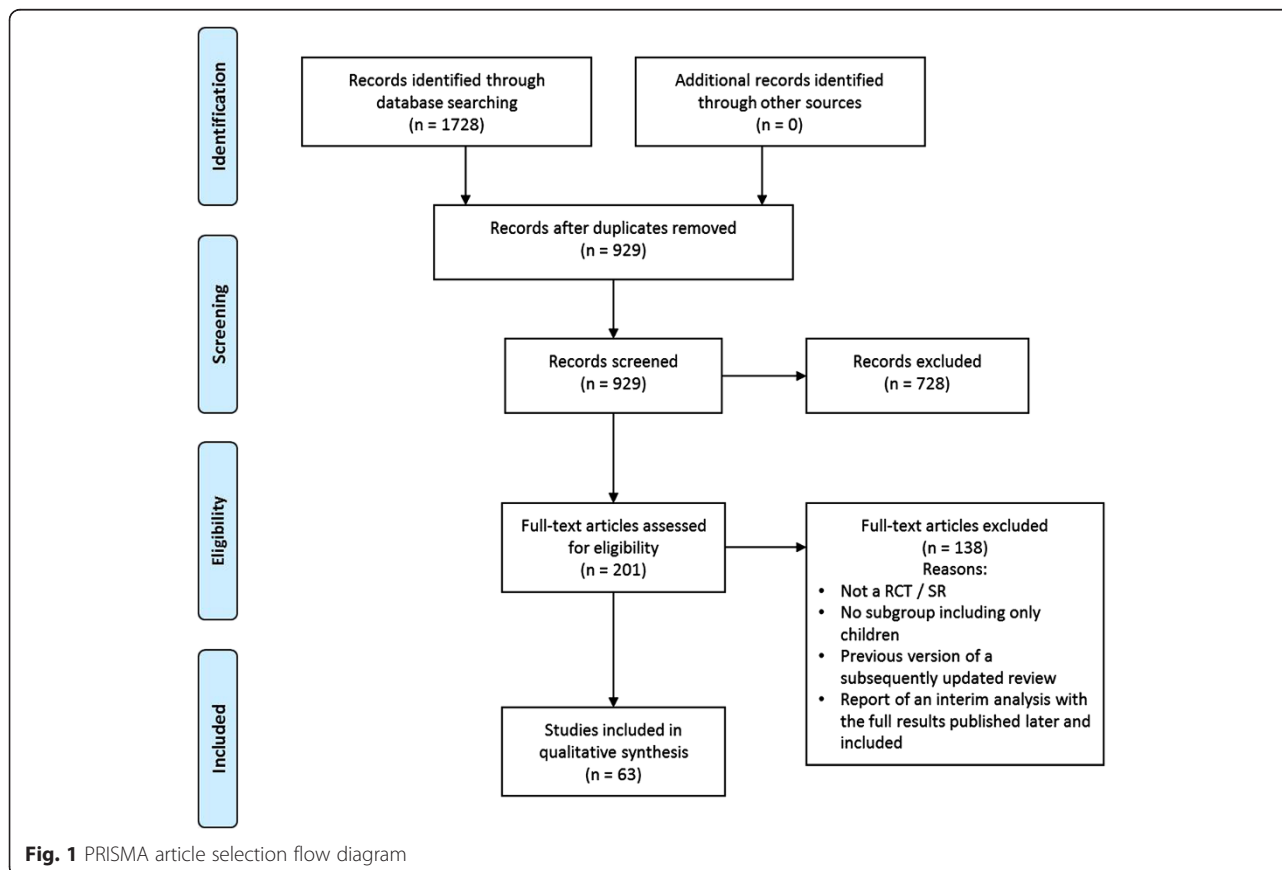 Identification
Records identified through
database searching
(n = 1728)
Additional records identified
through other sources
(n = 0)
Records after duplicates removed
(n = 929)
Screening
Records screened
(n = 929)
Records excluded
(n = 728)
Eligibility
Full-text articles assessed
for eligibility
(n = 201)
Full-text articles excluded
(n = 138)
Reasons:
• Not a RCT / SR
• No subgroup including only
children
• Previous version of a
subsequently updated review
• Report of an interim analysis with
the full results published later and
included
Included
Studies included in
qualitative synthesis
(n = 63)
Fig. 1 PRISMA article selection flow diagram